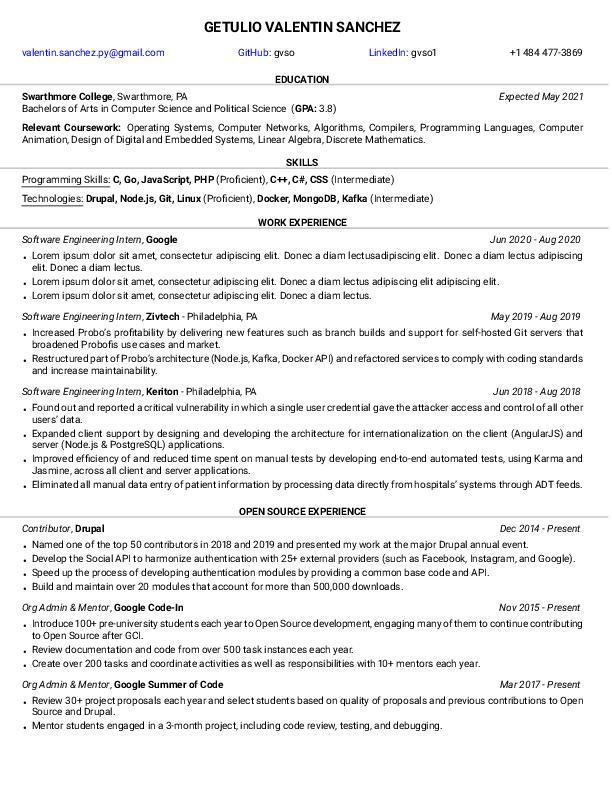 GETULIO VALENTIN SANCHEZ
valentin.sanchez.py@gmail.com GitHub: gvso LinkedIn: gvso1 +1 484 477-3869
EDUCATION
Swarthmore College, Swarthmore, PA Expected May 2021
Bachelors of Arts in Computer Science and Political Science (GPA: 3.8)
Relevant Coursework: Operating Systems, Computer Networks, Algorithms, Compilers, Programming Languages, Computer
Animation, Design of Digital and Embedded Systems, Linear Algebra, Discrete Mathematics.
SKILLS
Programming Skills: C, Go, JavaScript, PHP (Proficient), C++, C#, CSS (Intermediate)
Technologies: Drupal, Node.js, Git, Linux (Proficient), Docker, MongoDB, Kafka (Intermediate)
WORK EXPERIENCE
Software Engineering Intern, Google Jun 2020 - Aug 2020
• Lorem ipsum dolor sit amet, consectetur adipiscing elit. Donec a diam lectusadipiscing elit. Donec a diam lectus, adipiscing
elit. Donec a diam lectus.
• Lorem ipsum dolor sit amet, consectetur adipiscing elit adipiscing elit adipiscing elit.
• Lorem ipsum dolor sit amet, consectetur adipiscing elit. Donec a diam lectus.
Software Engineering Intern, Zivtech - Philadelphia, PA May 2019 - Aug 2019
• Increased Probo's profitability by delivering new features such as branch builds and support for self-hosted Git servers that
broadened Probofis use cases and market.
• Restructured part of Probo's architecture (Node.js, Kafka, Docker API) and refactored services to comply with coding standards
and increase maintainability.
Software Engineering Intern, Keriton - Philadelphia, PA Jun 2018 - Aug 2018
• Found out and reported a critical vulnerability in which a single user credential gave the attacker access and control of all other
users' data.
• Expanded client support by designing and developing the architecture for internationalization on the client (AngularJS) and
server (Node.js & PostgreSQL) applications.
• Improved efficiency of and reduced time spent on manual tests by developing end-to-end automated tests, using Karma and
Jasmine, across all client and server applications.
• Eliminated all manual data entry of patient information by processing data directly from hospitals' systems through ADT feeds.
OPEN SOURCE EXPERIENCE
Contributor, Drupal Dec 2014 - Present
• Named one of the top 50 contributors in 2018 and 2019 and presented my work at the major Drupal annual event.
• Develop the Social API to harmonize authentication with 25+ external providers (such as Facebook, Instagram, and Google).
• Speed up the process of developing authentication modules by providing a common base code and API.
• Build and maintain over 20 modules that account for more than 500,000 downloads.
Org Admin & Mentor, Google Code-In Nov 2015 - Present
• Introduce 100+ pre-university students each year to Open Source development, engaging many of them to continue contributing
to Open Source after GCI.
• Review documentation and code from over 500 task instances each year.
• Create over 200 tasks and coordinate activities as well as responsibilities with 10+ mentors each year.
Org Admin & Mentor, Google Summer of Code Mar 2017 - Present
• Review 30+ project proposals each year and select students based on quality of proposals and previous contributions to Open
Source and Drupal.
• Mentor students engaged in a 3-month project, including code review, testing, and debugging.